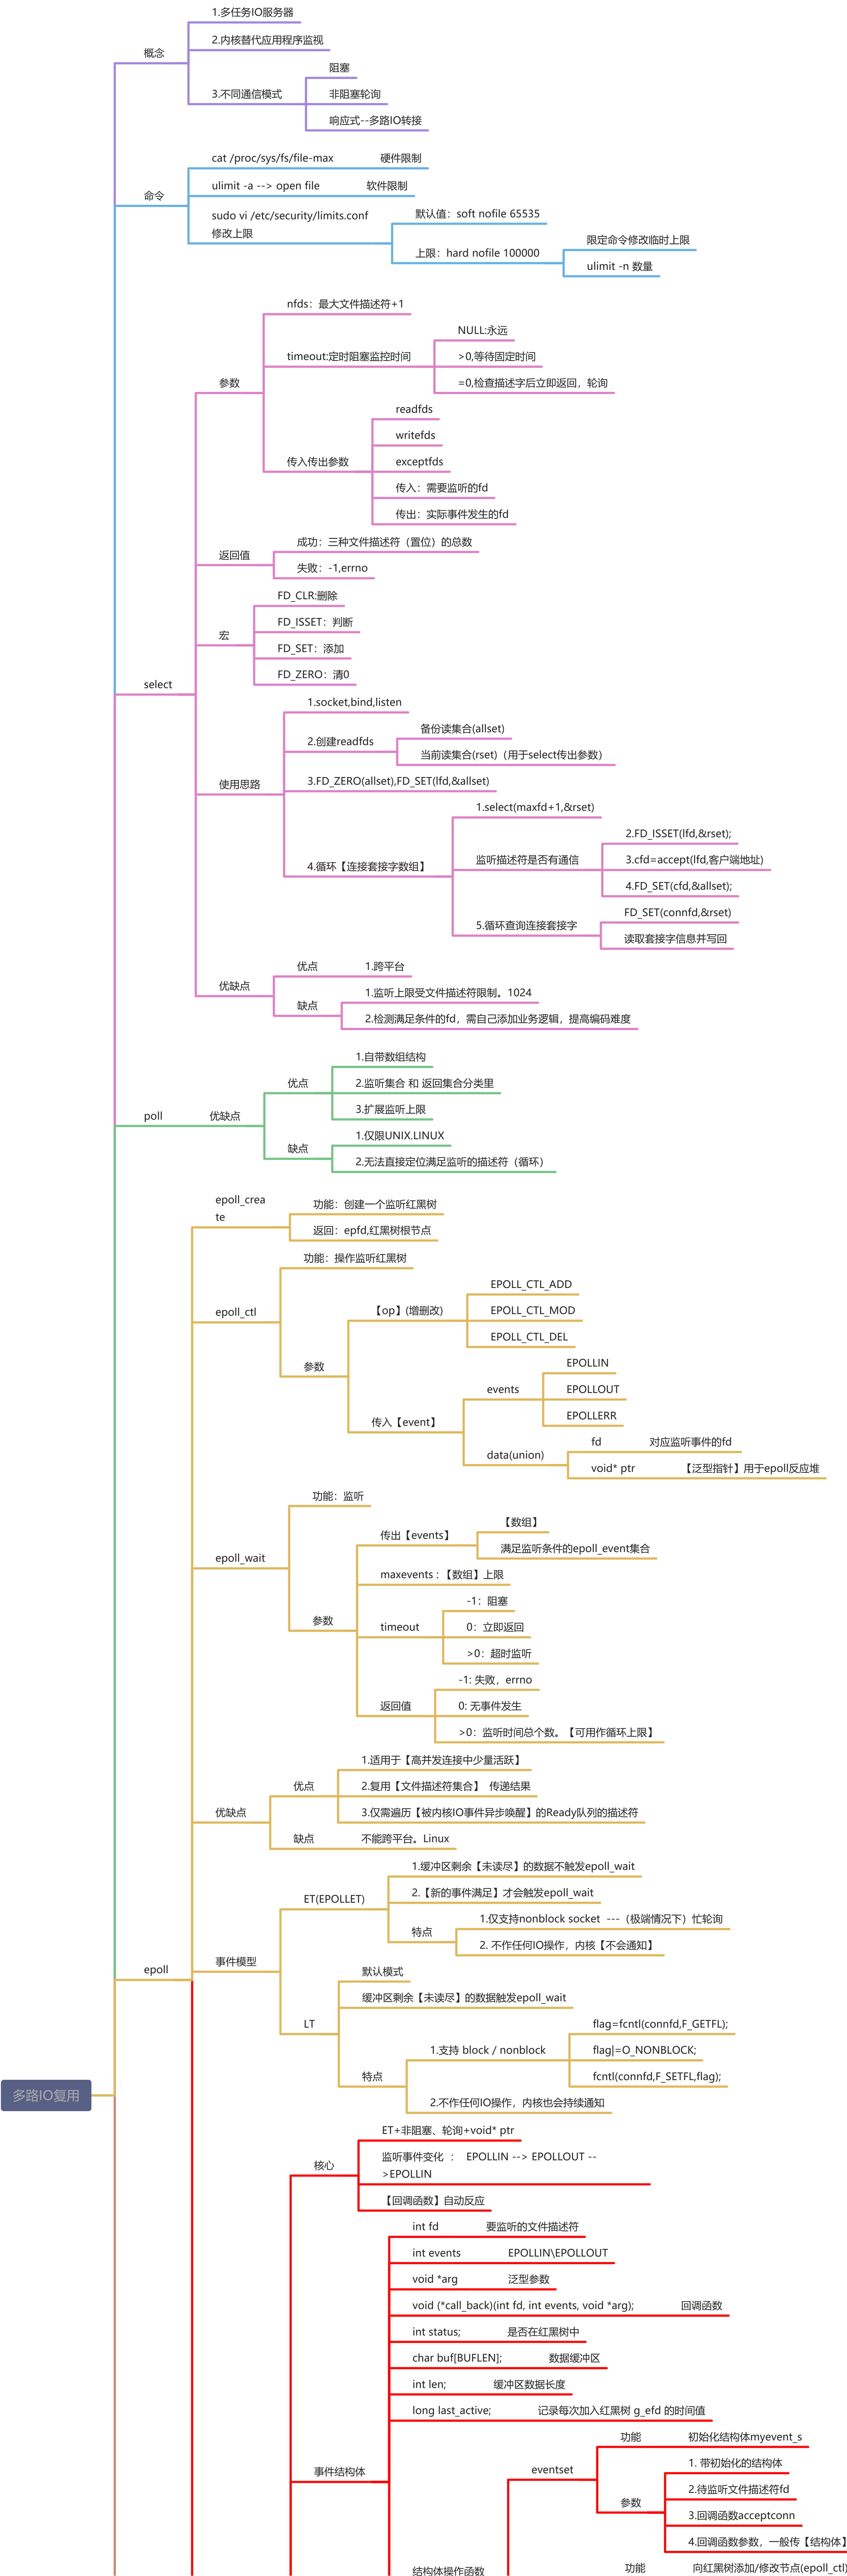 1.多任务IO服务器
2.内核替代应用程序监视
概念
3.不同通信模式
阻塞
非阻塞轮询
响应式--多路IO转接
cat /proc/sys/fs/file-max 硬件限制
ulimit -a --> open file 软件限制
命令
sudo vi /etc/security/limits.conf
修改上限
默认值：soft nofile 65535
上限：hard nofile 100000
限定命令修改临时上限
ulimit -n 数量
select
参数
nfds：最大文件描述符+1
timeout:定时阻塞监控时间
NULL:永远
>0,等待固定时间
=0,检查描述字后立即返回，轮询
传入传出参数
readfds
writefds
exceptfds
传入：需要监听的fd
传出：实际事件发生的fd
返回值
成功：三种文件描述符（置位）的总数
失败：-1,errno
宏
FD_CLR:删除
FD_ISSET：判断
FD_SET：添加
FD_ZERO：清0
使用思路
1.socket,bind,listen
2.创建readfds
备份读集合(allset)
当前读集合(rset)（用于select传出参数）
3.FD_ZERO(allset),FD_SET(lfd,&allset)
4.循环【连接套接字数组】
1.select(maxfd+1,&rset)
监听描述符是否有通信
2.FD_ISSET(lfd,&rset);
3.cfd=accept(lfd,客户端地址)
4.FD_SET(cfd,&allset);
5.循环查询连接套接字
FD_SET(connfd,&rset)
读取套接字信息并写回
优缺点
优点
1.跨平台
缺点
1.监听上限受文件描述符限制。1024
2.检测满足条件的fd，需自己添加业务逻辑，提高编码难度
poll
优缺点
优点
1.自带数组结构
2.监听集合 和 返回集合分类里
3.扩展监听上限
缺点
1.仅限UNIX.LINUX
2.无法直接定位满足监听的描述符（循环）
epoll
epoll_crea
te
功能：创建一个监听红黑树
返回：epfd,红黑树根节点
epoll_ctl
功能：操作监听红黑树
参数
【op】(增删改)
EPOLL_CTL_ADD
EPOLL_CTL_MOD
EPOLL_CTL_DEL
传入【event】
events
EPOLLIN
EPOLLOUT
EPOLLERR
data(union)
fd 对应监听事件的fd
void* ptr 【泛型指针】用于epoll反应堆
epoll_wait
功能：监听
参数
传出【events】
【数组】
满足监听条件的epoll_event集合
maxevents：【数组】上限
timeout
-1：阻塞
0：立即返回
>0：超时监听
返回值
-1: 失败，errno
0: 无事件发生
>0：监听时间总个数。【可用作循环上限】
优缺点
优点
1.适用于【高并发连接中少量活跃】
2.复用【文件描述符集合】 传递结果
3.仅需遍历【被内核IO事件异步唤醒】的Ready队列的描述符
缺点
不能跨平台。Linux
事件模型
ET(EPOLLET)
1.缓冲区剩余【未读尽】的数据不触发epoll_wait
2.【新的事件满足】才会触发epoll_wait
特点
1.仅支持nonblock socket ---（极端情况下）忙轮询
2. 不作任何IO操作，内核【不会通知】
LT
默认模式
缓冲区剩余【未读尽】的数据触发epoll_wait
特点
1.支持 block / nonblock
flag=fcntl(connfd,F_GETFL);
flag|=O_NONBLOCK;
fcntl(connfd,F_SETFL,flag);
2.不作任何IO操作，内核也会持续通知
多路IO复用
核心
ET+非阻塞、轮询+void* ptr
监听事件变化 ： EPOLLIN --> EPOLLOUT --
>EPOLLIN
【回调函数】自动反应
事件结构体
int fd 要监听的文件描述符
int events EPOLLIN\EPOLLOUT
void *arg 泛型参数
void (*call_back)(int fd, int events, void *arg); 回调函数
int status; 是否在红黑树中
char buf[BUFLEN]; 数据缓冲区
int len; 缓冲区数据长度
long last_active; 记录每次加入红黑树 g_efd 的时间值
结构体操作函数
eventset
功能 初始化结构体myevent_s
参数
1. 带初始化的结构体
2.待监听文件描述符fd
3.回调函数acceptconn
4.回调函数参数，一般传【结构体】
功能 向红黑树添加/修改节点(epoll_ctl)